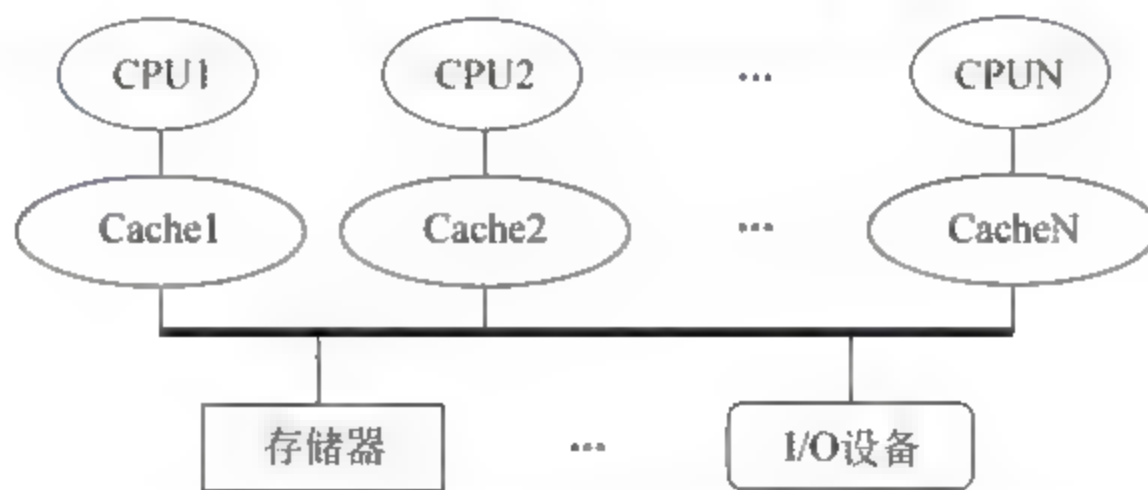 CPU1 CPU2 ... CPUN
Cache1 Cache2 ... CacheN
存储器 ... I/O设备